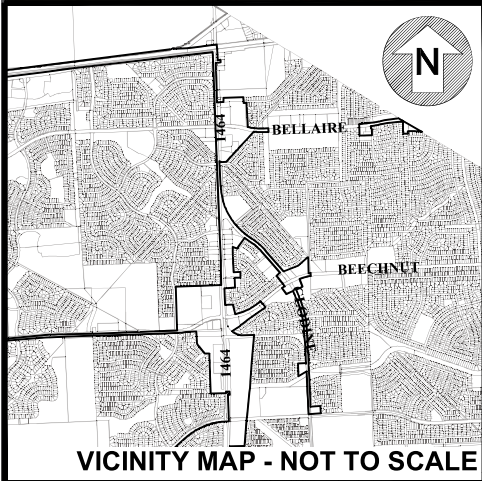 N
1464
BELLAIRE
BEECHNUT
1464
VICINITY MAP - NOT TO SCALE